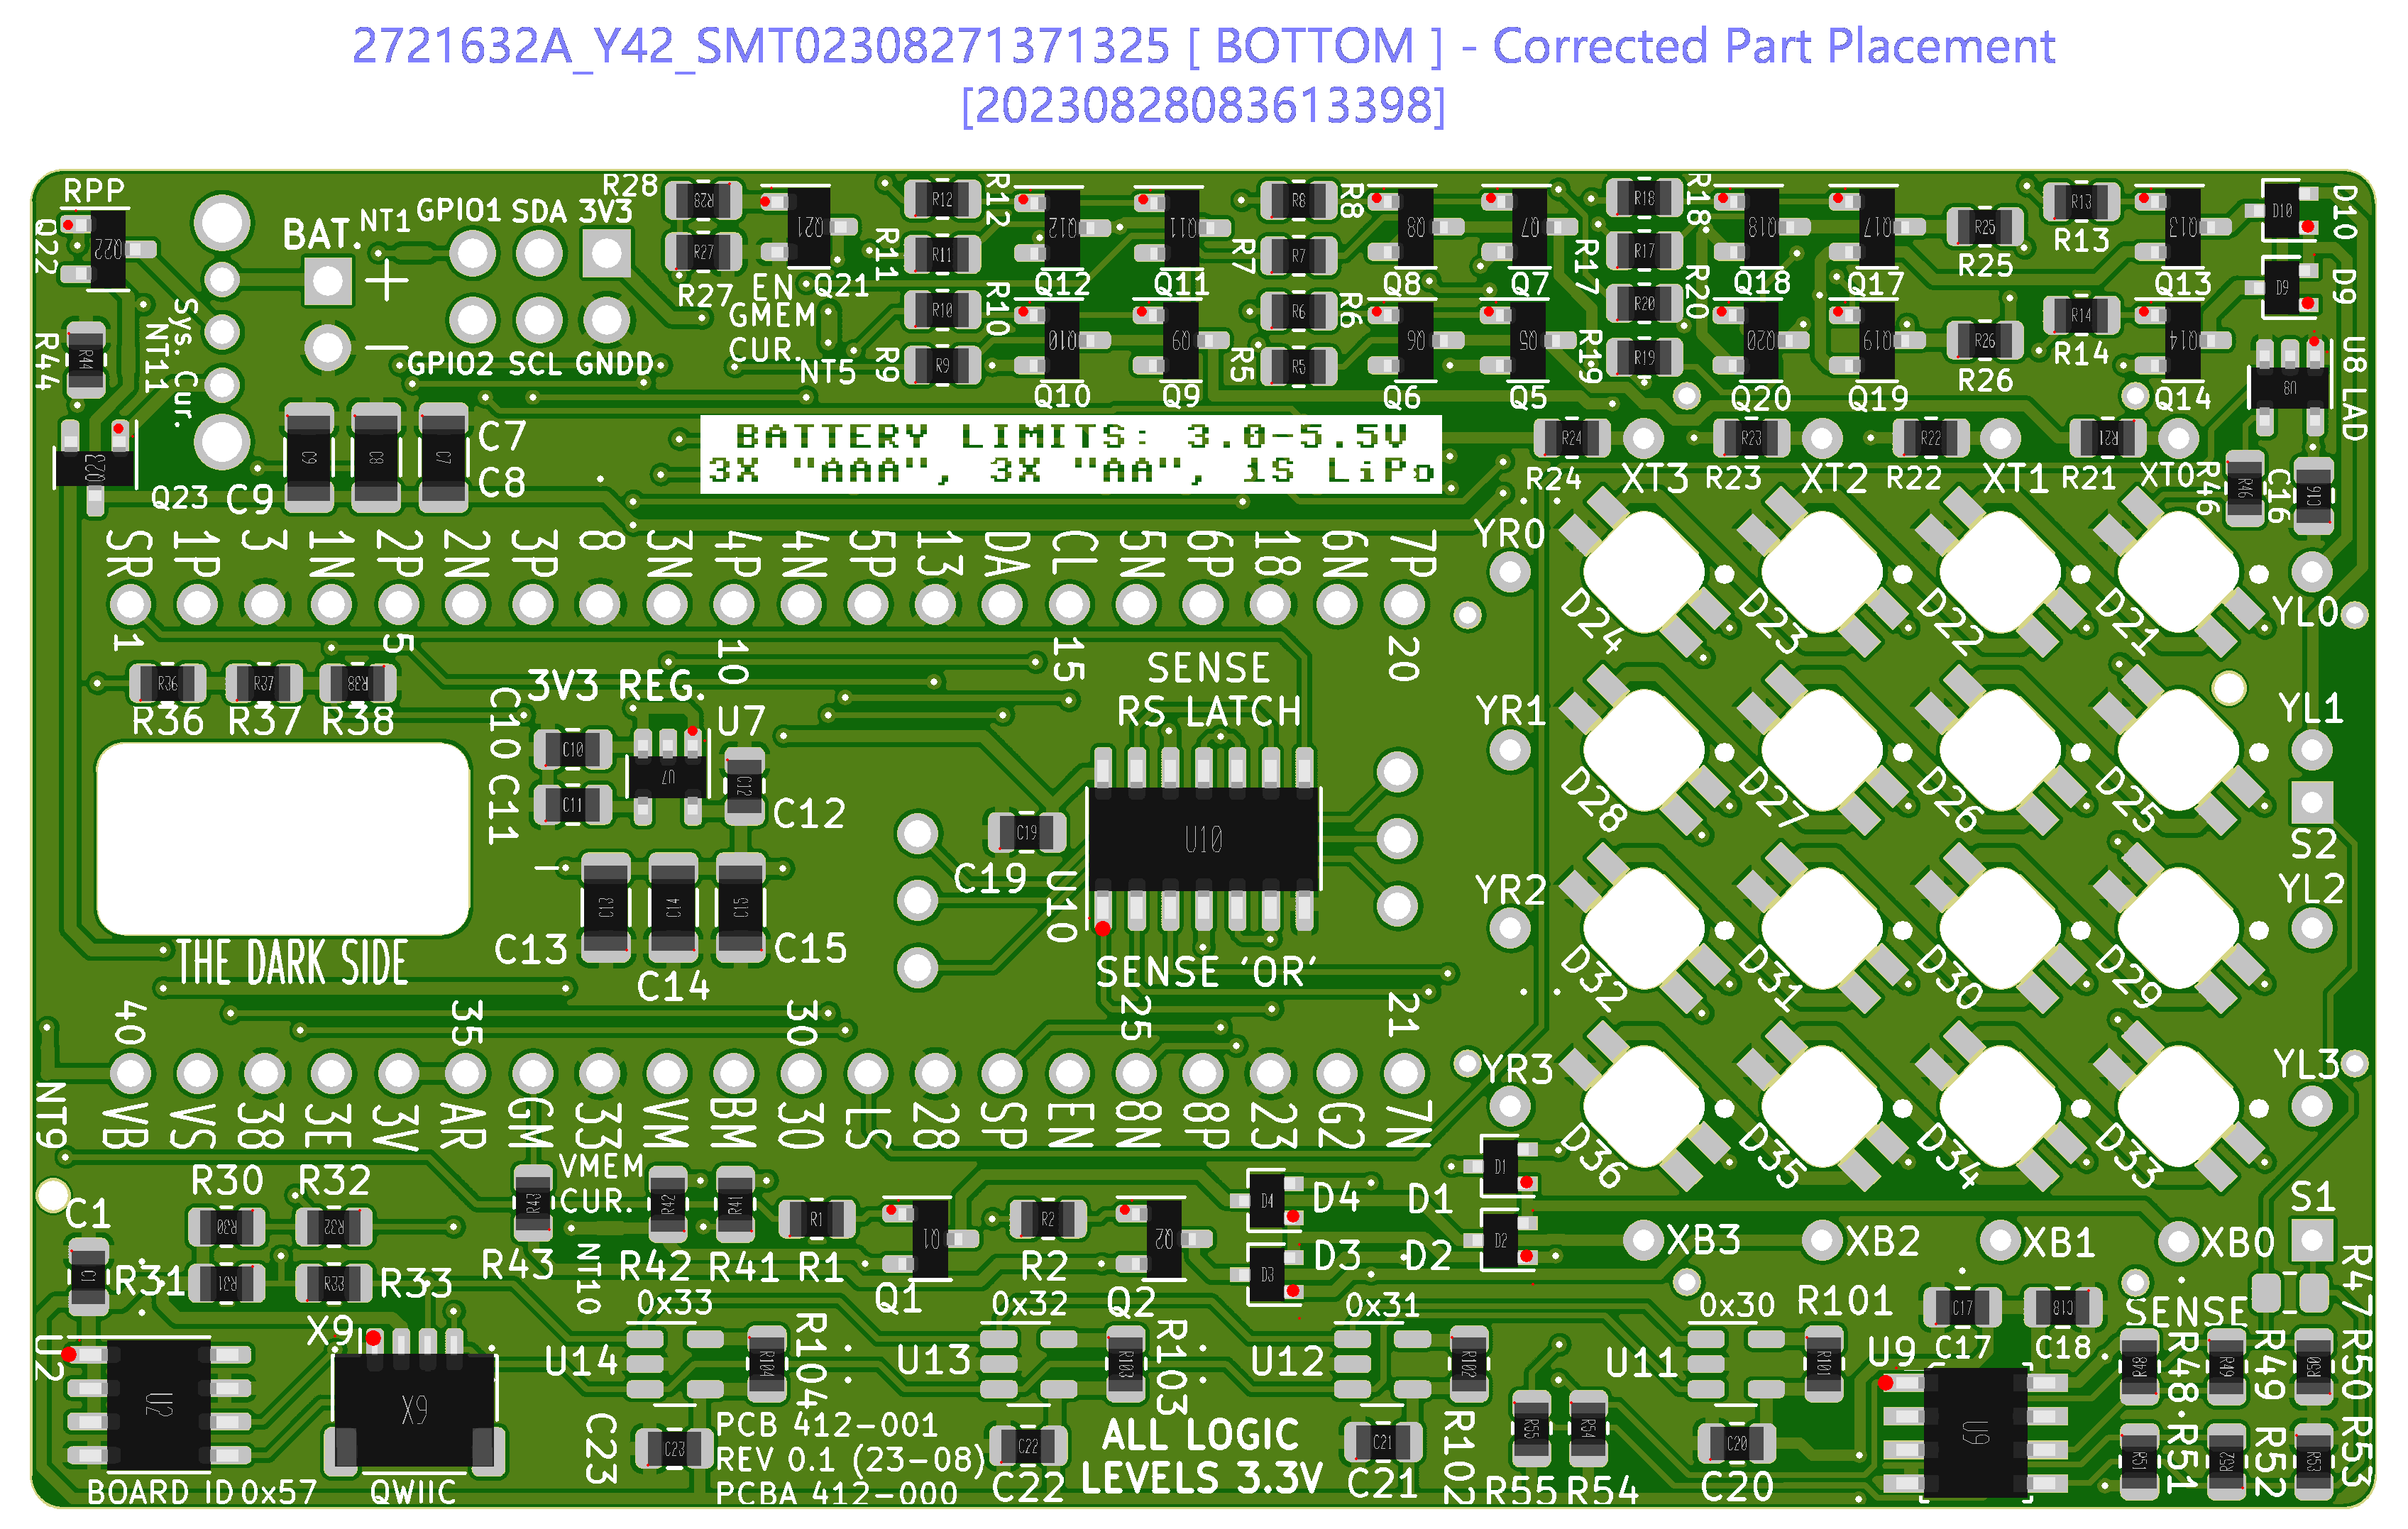 2721632A_Y42_SMT02308271371325 [ BOTTOM ] - Corrected Part Placement
[20230828083613398]
RPP
Q22
BAT.
NT1
GPIO1 SDA 3V3
GPIO2 SCL GNDD
R28
R27
EN
GMEM
CUR.
Q21
NT5
R12
R11
R10
R9
Q12
Q11
Q10
Q9
R8
R7
R6
R5
Q8
Q7
Q6
Q5
R18
R17
R20
R19
Q18
Q17
Q20
Q19
R25
R26
R13
R14
Q13
Q14
D10
D9
U8 LAD
R44
NT11
Sys. Cur.
Q23
C9
C7
C8
BATTERY LIMITS: 3.0-5.5V
3X "AAA", 3X "AA", 1S LiPo
R24 XT3 R23 XT2 R22 XT1 R21 XT0
R46
C16
SR 1P 3 1N 2P 2N 3P 8 3N 4P 4N 5P 13 DA CL 5N 6P 18 6N 7P
1 5 10 15 20
YR0
D24 D23 D22 D21
YL0
R36 R37 R38
3V3 REG.
U7
C10
C11
C12
SENSE
RS LATCH
YR1
D28 D27 D26 D25
YL1
S2
C19
U10
C13
C14
C15
SENSE 'OR'
THE DARK SIDE
YR2
D32 D31 D30 D29
YL2
40 35 30 25 21
VB VS 38 3E 3V AR GM 33 VM BM 30 LS 28 SP EN 8N 8P 23 G2 7N
NT9
YR3
D36 D35 D34 D33
YL3
VMEM
CUR.
NT10
C1
R30 R32
R31 R33
R43 R42 R41 R1
Q1
R2
Q2
D4 D1
D3 D2
XB3 XB2 XB1 XB0
S1
R47
U2
X9
0x33
U14
R104
0x32
U13
R103
0x31
U12
R102
0x30
U11
R101
U9
C17
C18
SENSE
R48
R49
R50
R51
R52
R53
BOARD ID 0x57
QWIIC
C23
PCB 412-001
REV 0.1 (23-08)
PCBA 412-000
C22
ALL LOGIC
LEVELS 3.3V
C21
R55 R54
C20